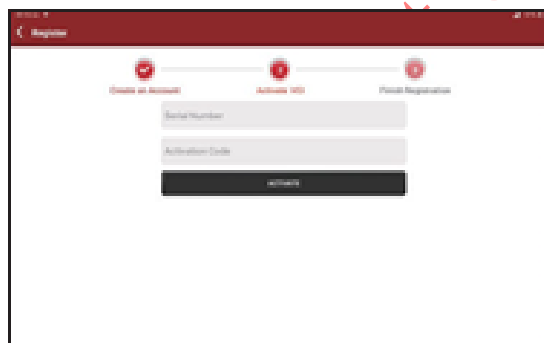 Register
Create an Account
Activate VCI
Finish Registration
Serial Number
Activation Code
ACTIVATE